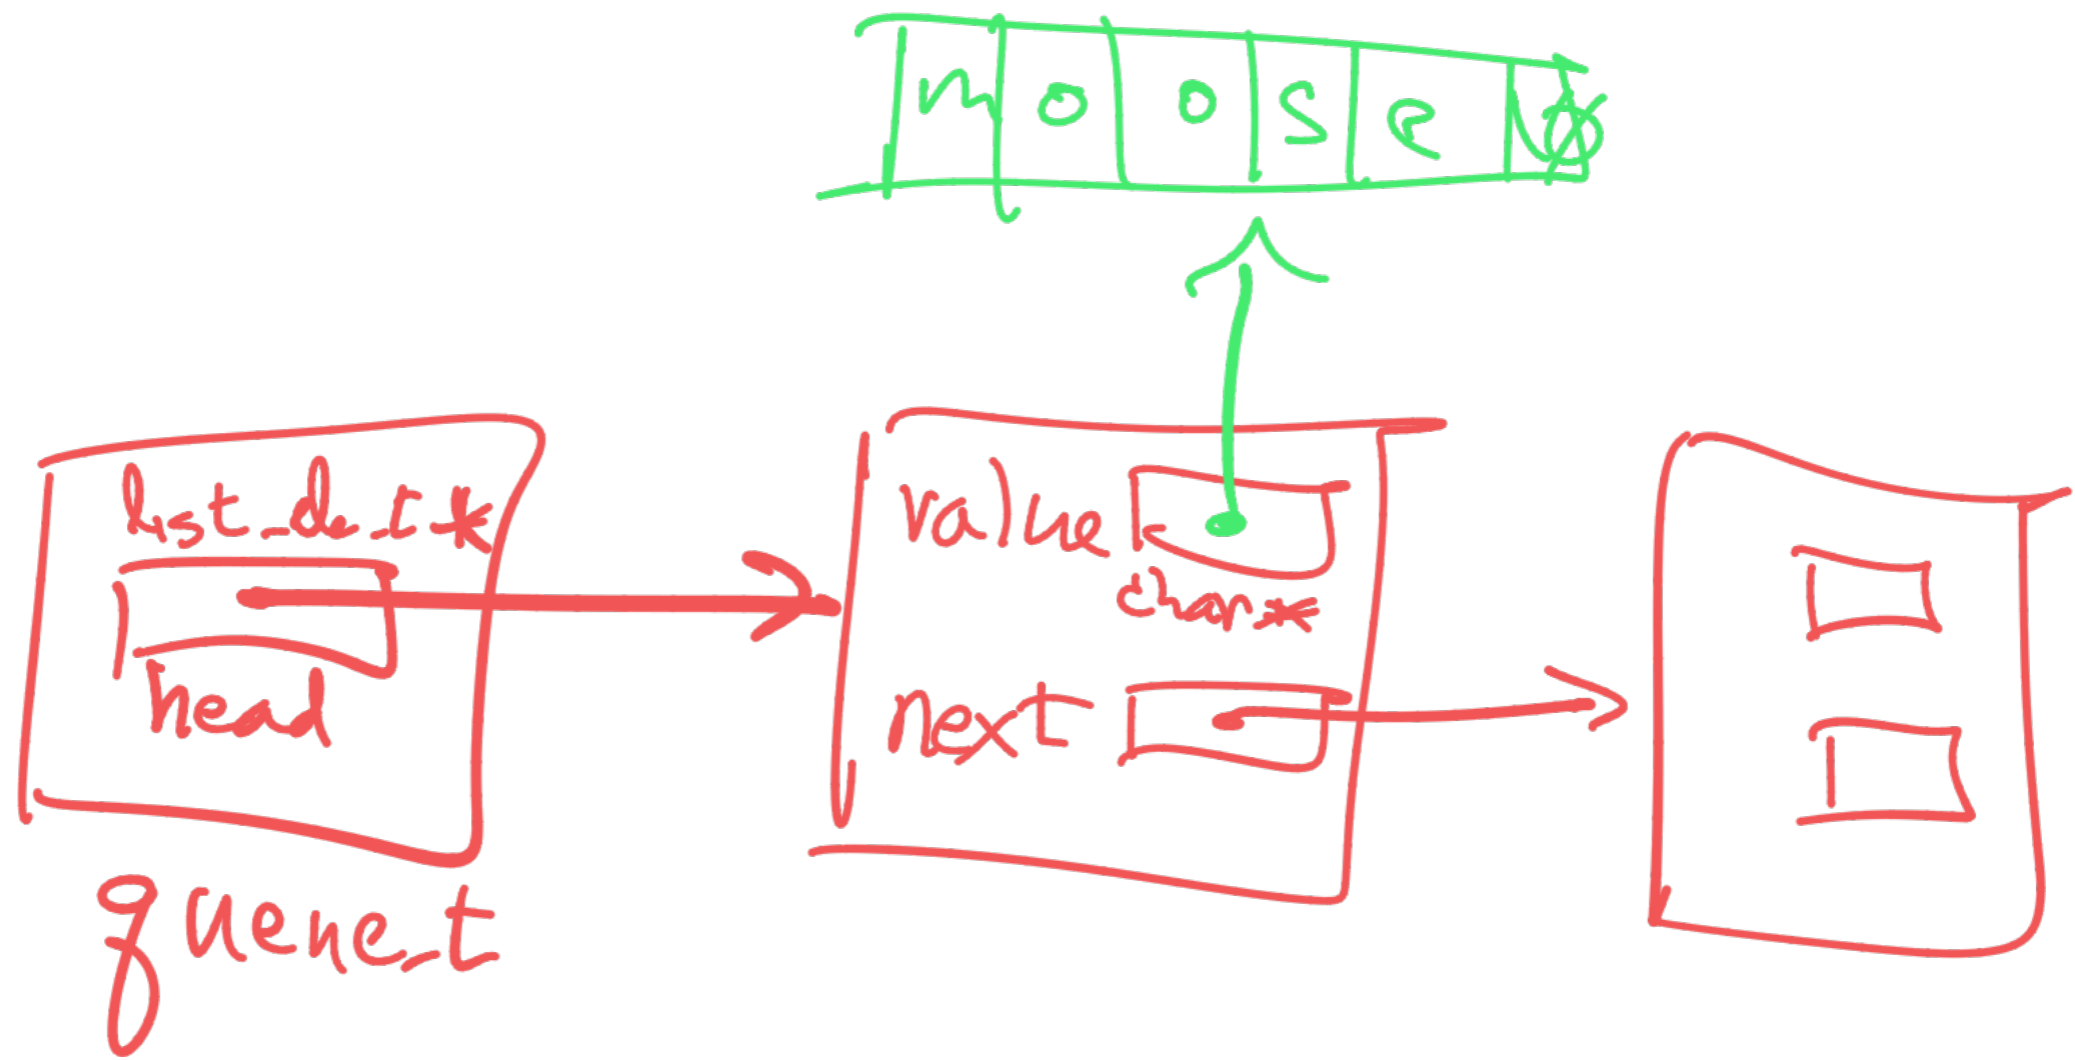 m o o s e \0
list_ele_t *
head
queue_t
value
char *
next